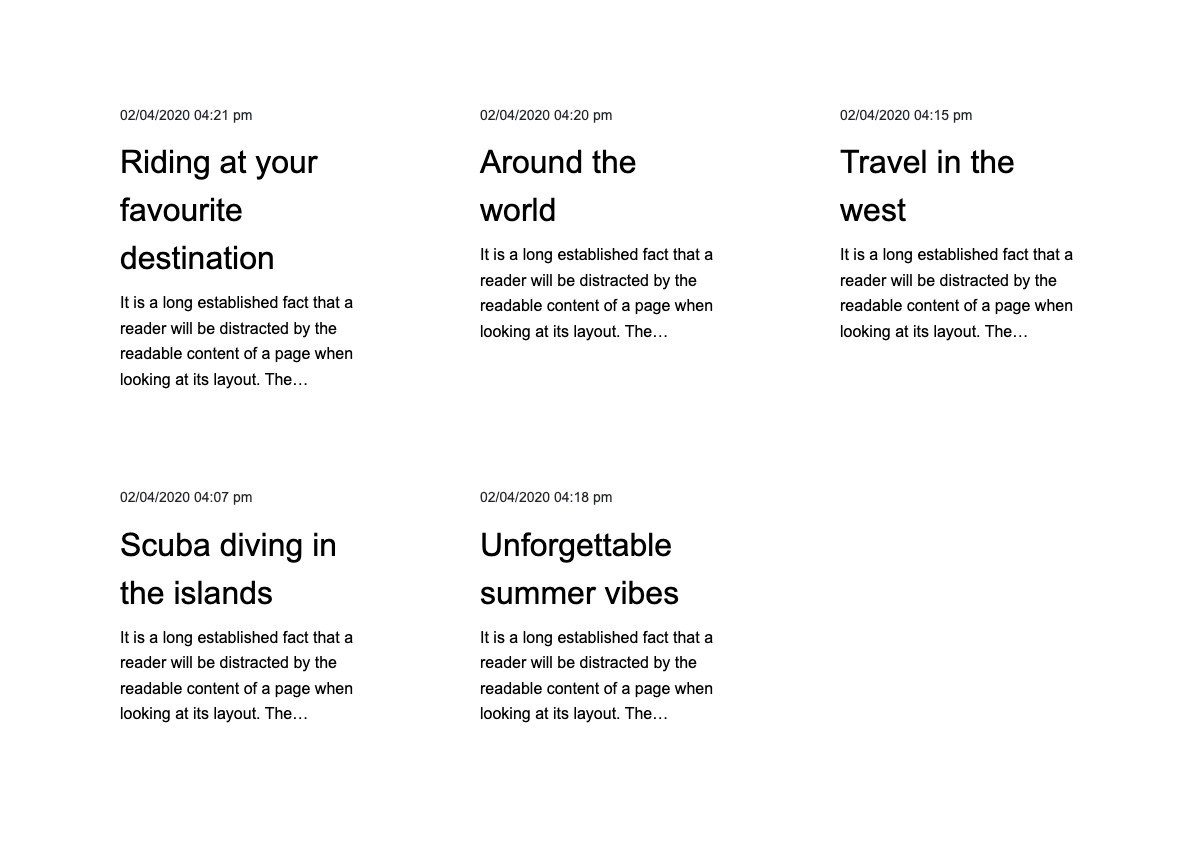 02/04/2020 04:21 pm
Riding at your
favourite
destination
It is a long established fact that a
reader will be distracted by the
readable content of a page when
looking at its layout. The…
02/04/2020 04:20 pm
Around the
world
It is a long established fact that a
reader will be distracted by the
readable content of a page when
looking at its layout. The…
02/04/2020 04:15 pm
Travel in the
west
It is a long established fact that a
reader will be distracted by the
readable content of a page when
looking at its layout. The…
02/04/2020 04:07 pm
Scuba diving in
the islands
It is a long established fact that a
reader will be distracted by the
readable content of a page when
looking at its layout. The…
02/04/2020 04:18 pm
Unforgettable
summer vibes
It is a long established fact that a
reader will be distracted by the
readable content of a page when
looking at its layout. The…